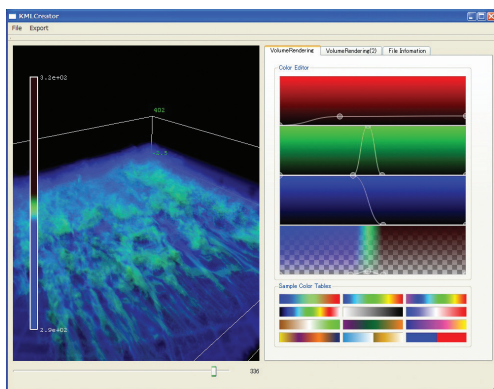 KMLCreator
File Export
VolumeRendering VolumeRendering(2) File Infomation
Color Editor
3.2e+02
402
-2.5
2.9e+02
Sample Color Tables
336